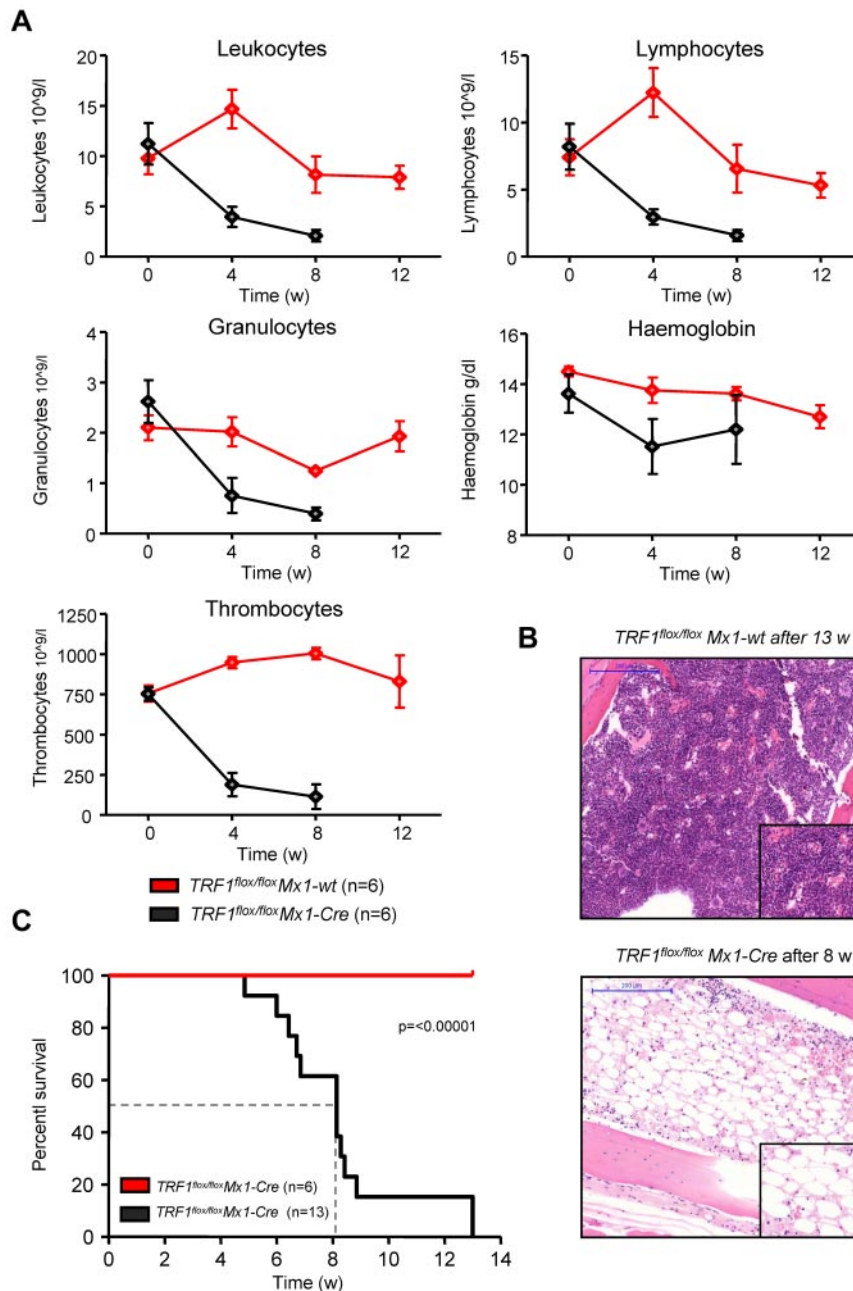 A
Leukocytes
Leukocytes 10^9/l
20
15
10
5
0
0 4 8 12
Time (w)
Lymphocytes
Lymphcoytes 10^9/l
15
10
5
0
0 4 8 12
Time (w)
Granulocytes
Granulocytes 10^9/l
4
3
2
1
0
0 4 8 12
Time (w)
Haemoglobin
Haemoglobin g/dl
16
14
12
10
8
0 4 8 12
Time (w)
Thrombocytes
Thrombocytes 10^9/l
1250
1000
750
500
250
0
0 4 8 12
Time (w)
TRF1flox/flox Mx1-wt (n=6)
TRF1flox/flox Mx1-Cre (n=6)
B
TRF1flox/flox Mx1-wt after 13 w
200 µm
TRF1flox/flox Mx1-Cre after 8 w
200 µm
C
Percentl survival
100
80
60
40
20
0
p=<0.00001
TRF1flox/flox Mx1-Cre (n=6)
TRF1flox/flox Mx1-Cre (n=13)
0 2 4 6 8 10 12 14
Time (w)